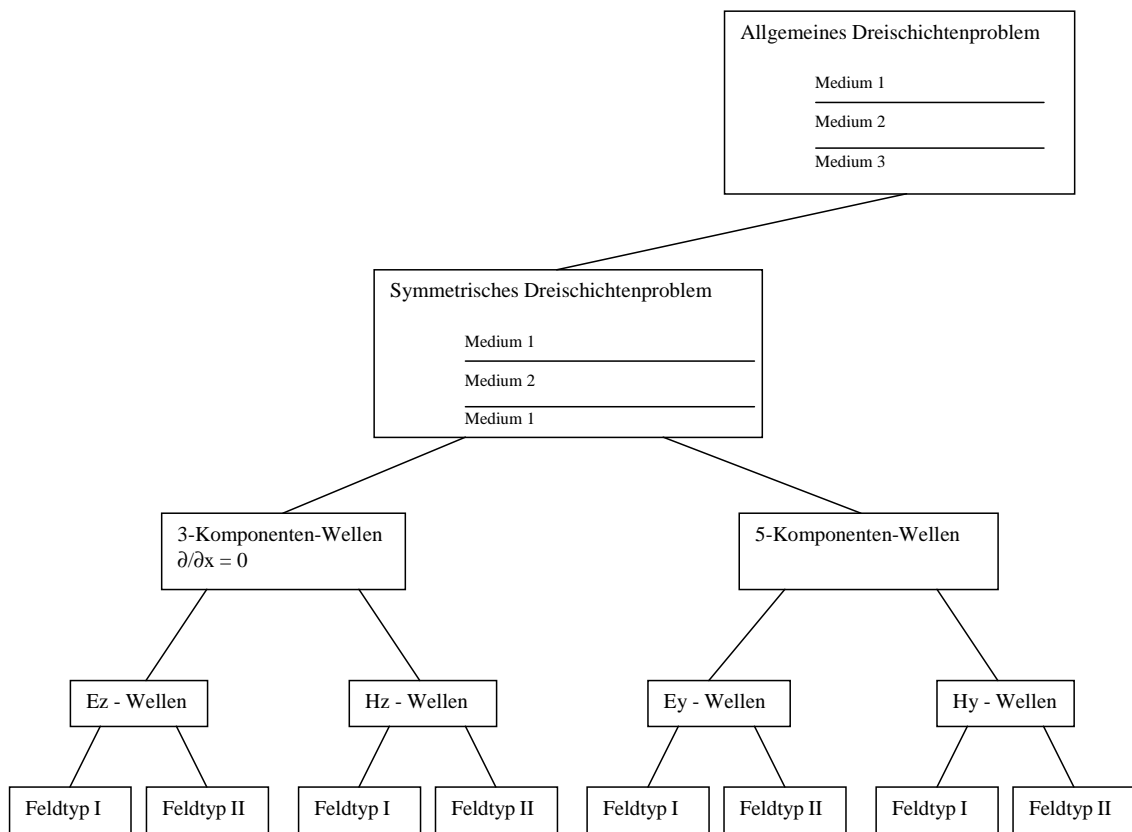 Allgemeines Dreischichtenproblem
Medium 1
Medium 2
Medium 3
Symmetrisches Dreischichtenproblem
Medium 1
Medium 2
Medium 1
3-Komponenten-Wellen
∂/∂x = 0
5-Komponenten-Wellen
Ez - Wellen
Hz - Wellen
Ey - Wellen
Hy - Wellen
Feldtyp I
Feldtyp II
Feldtyp I
Feldtyp II
Feldtyp I
Feldtyp II
Feldtyp I
Feldtyp II